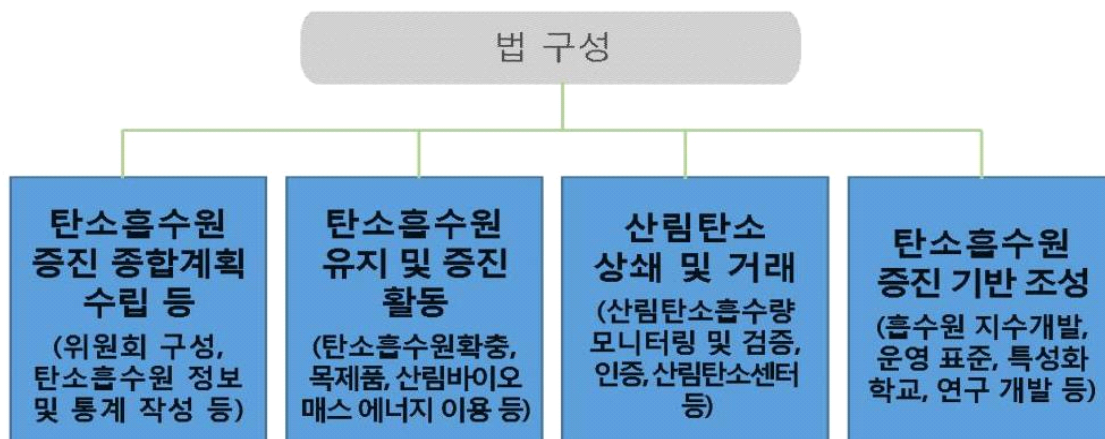 법 구성
탄소흡수원
증진 종합계획
수립 등
(위원회 구성,
탄소흡수원 정보
및 통계 작성 등)
탄소흡수원
유지 및 증진
활동
(탄소흡수원확충,
목제품, 산림바이오
매스 에너지 이용 등)
산림탄소
상쇄 및 거래
(산림탄소흡수량
모니터링 및 검증,
인증, 산림탄소센터
등)
탄소흡수원
증진 기반 조성
(흡수원 지수개발,
운영 표준, 특성화
학교, 연구 개발 등)